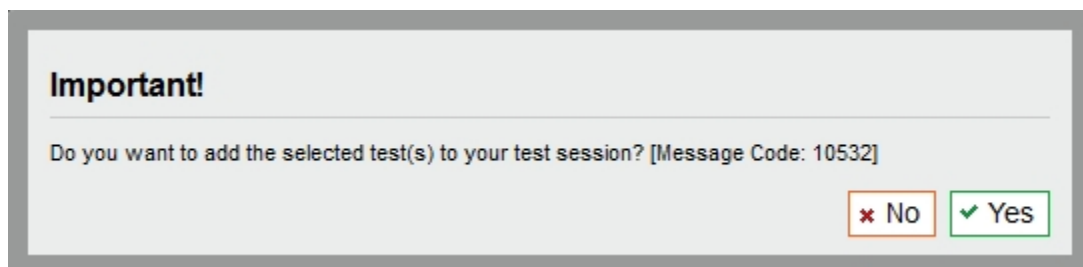 Important!
Do you want to add the selected test(s) to your test session? [Message Code: 10532]
No Yes